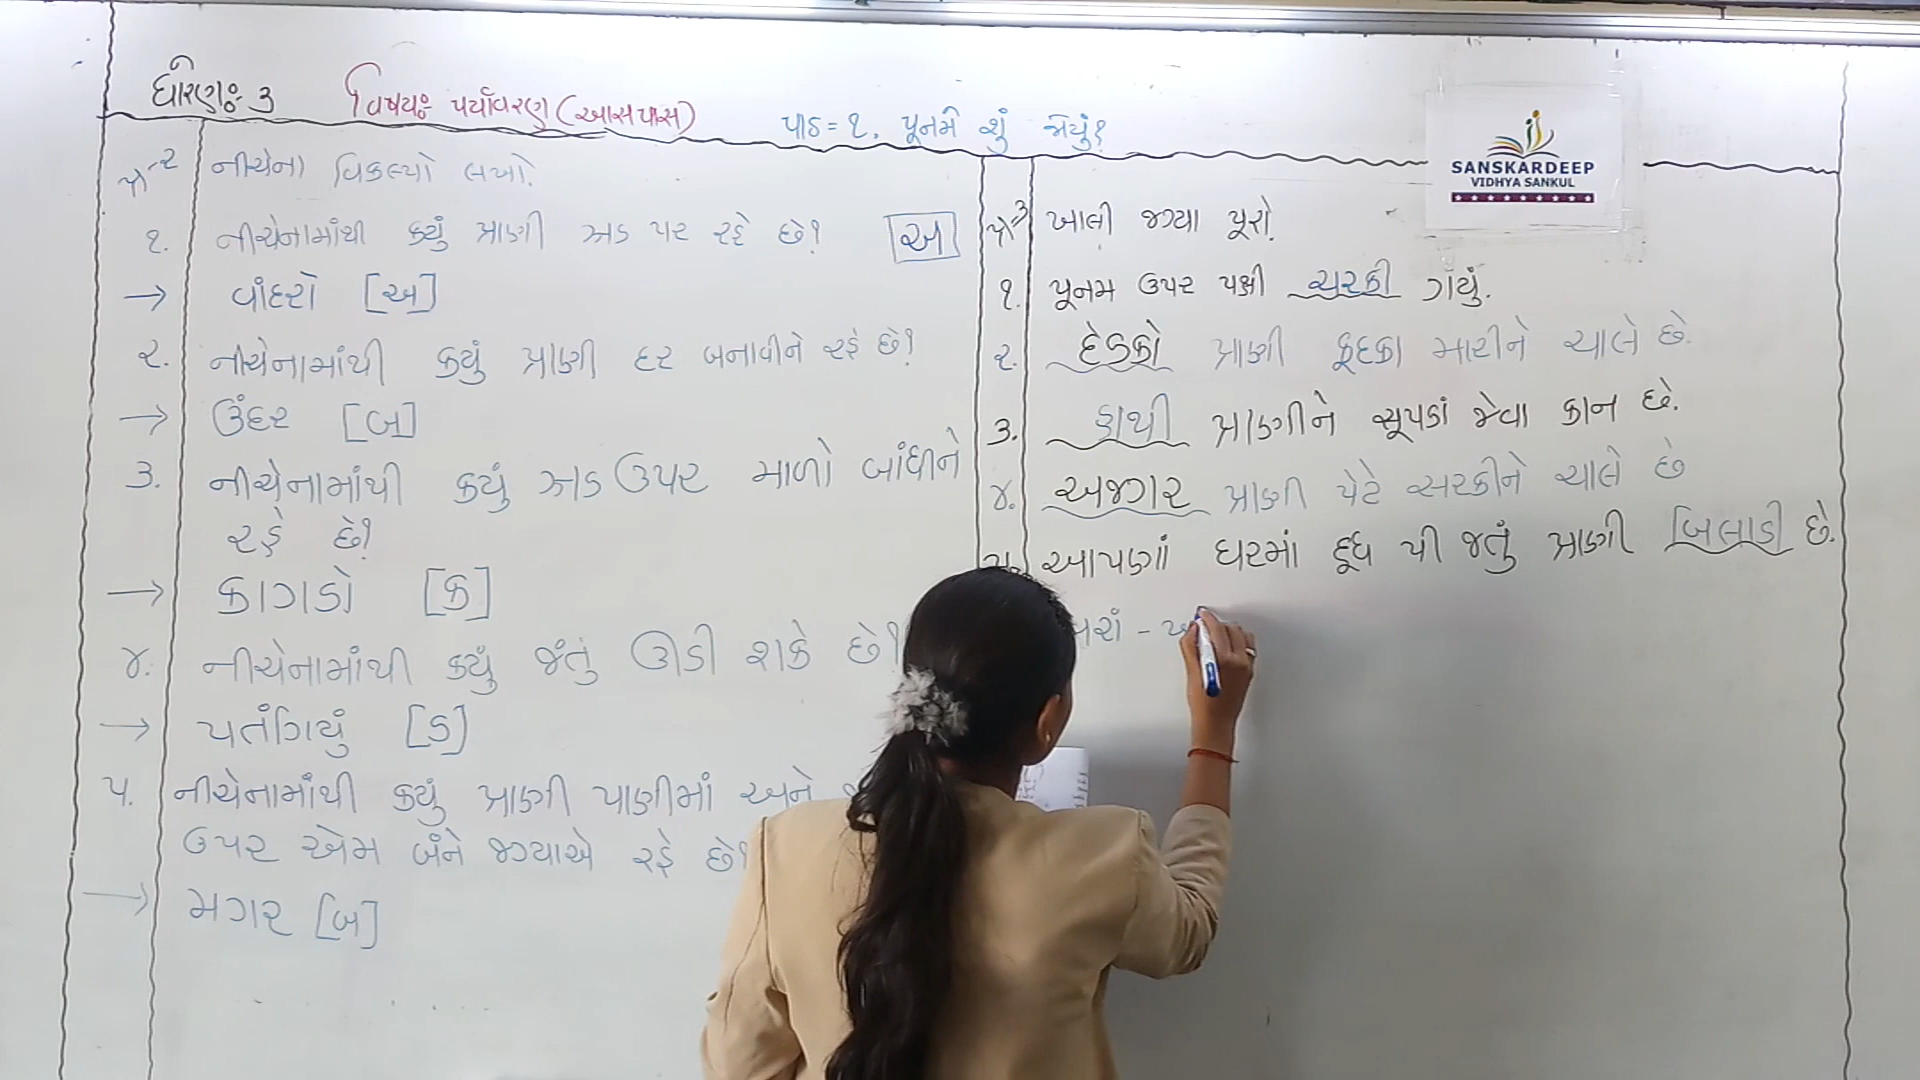 ધોરણઃ- ૩ વિષયઃ- પર્યાવરણ (આસપાસ) પાઠ = ૧. પૂનમે શું જોયું?
SANSKARDEEP
VIDHYA SANKUL
પ્ર-૨ નીચેના વિકલ્પો લખો.
૧. નીચેનામાંથી કયું પ્રાણી ઝાડ પર રહે છે? [અ]
→ વાંદરો [અ]
૨. નીચેનામાંથી કયું પ્રાણી દર બનાવીને રહે છે?
→ ઉંદર [બ]
૩. નીચેનામાંથી કયું ઝાડ ઉપર માળો બાંધીને
રહે છે?
→ કાગડો [ક]
૪. નીચેનામાંથી કયું જંતુ ઊડી શકે છે?
→ પતંગિયું [ડ]
૫. નીચેનામાંથી કયું પ્રાણી પાણીમાં અને
ઉપર એમ બંને જગ્યાએ રહે છે?
→ મગર [બ]
પ્ર-૩ ખાલી જગ્યા પૂરો.
૧. પૂનમ ઉપર પક્ષી ચરકી ગયું.
૨. દેડકો પ્રાણી કૂદકા મારીને ચાલે છે.
૩. હાથી પ્રાણીને સૂપડાં જેવા કાન છે.
૪. અજગર પ્રાણી પેટે સરકીને ચાલે છે
૫. આપણાં ઘરમાં દૂધ પી જતું પ્રાણી બિલાડી છે.